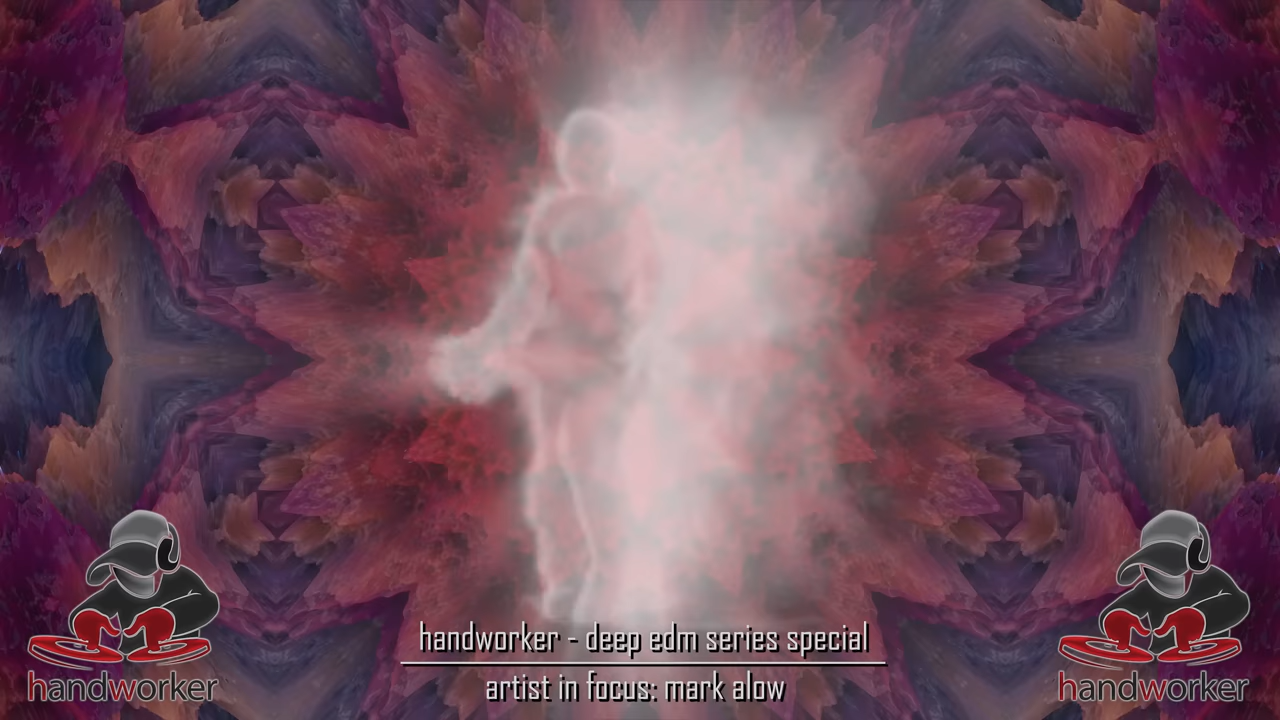 handworker - deep edm series special
artist in focus: mark alow
handworker
handworker